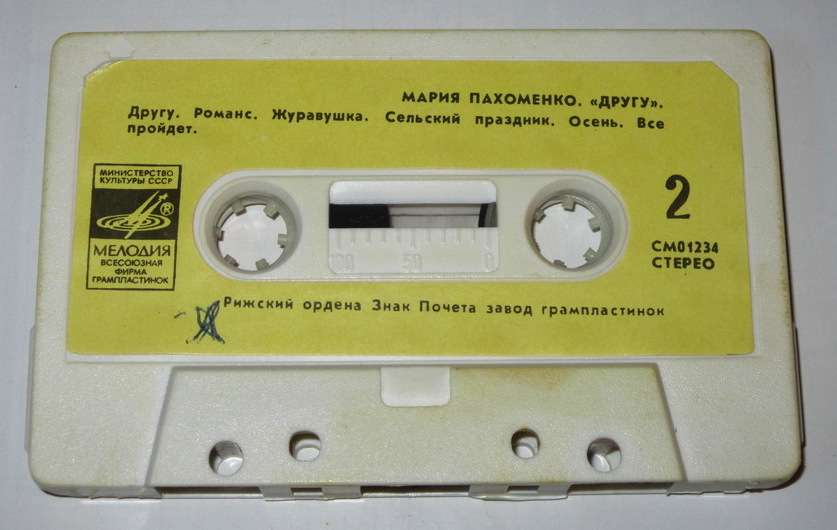 МАРИЯ ПАХОМЕНКО. «ДРУГУ».
Другу. Романс. Журавушка. Сельский праздник. Осень. Все
пройдет.
МИНИСТЕРСТВО
КУЛЬТУРЫ СССР
®
МЕЛОДИЯ
ВСЕСОЮЗНАЯ
ФИРМА
ГРАМПЛАСТИНОК
2
СМ01234
СТЕРЕО
100 50 0
Рижский ордена Знак Почета завод грампластинок